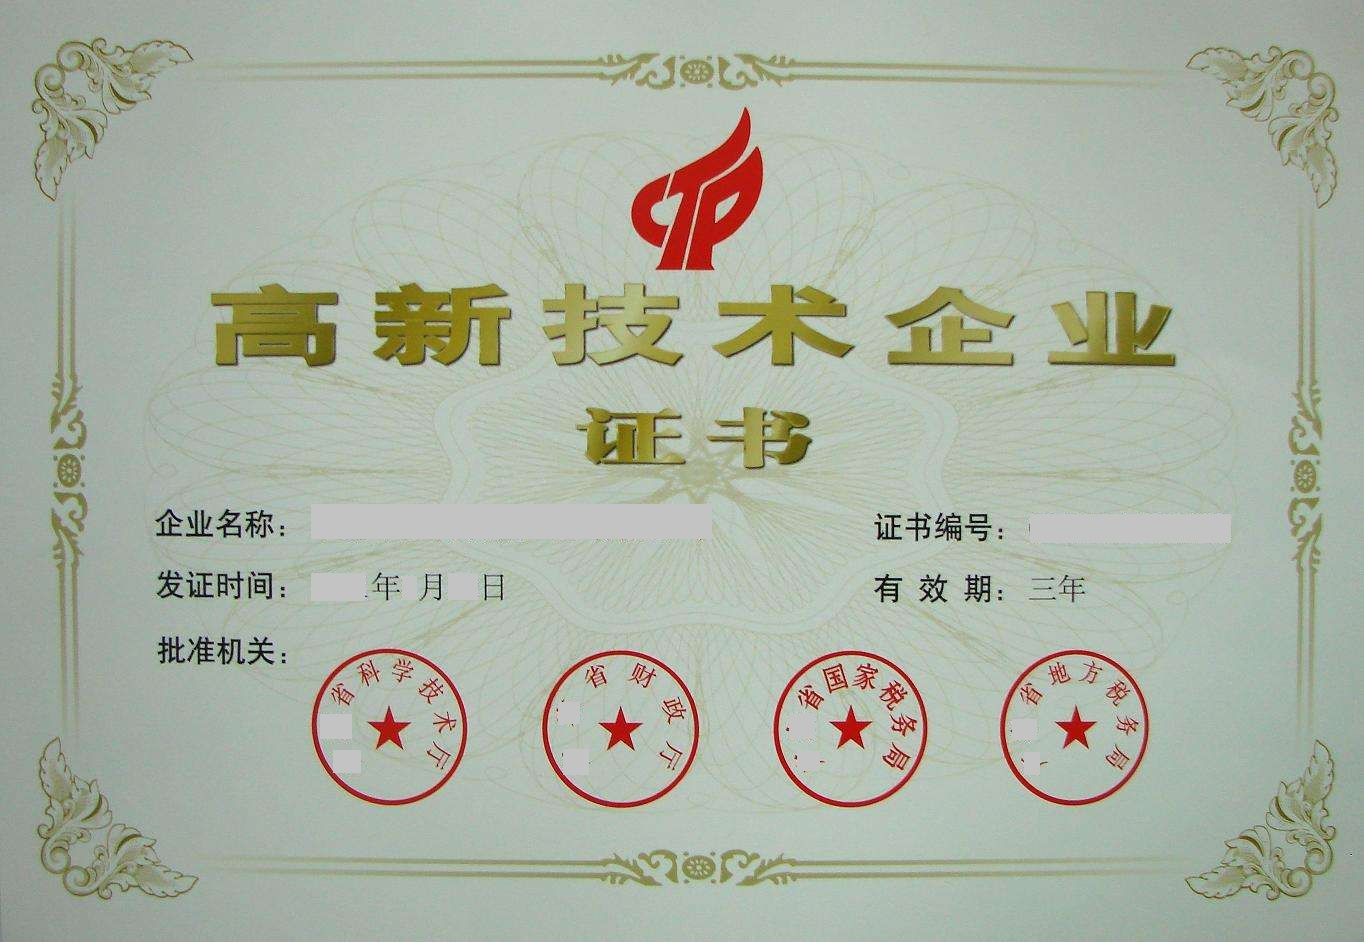 高新技术企业
证书
企业名称：
证书编号：
发证时间： 年 月 日
有效期：三年
批准机关：
省科学技术厅
省财政厅
省国家税务局
省地方税务局